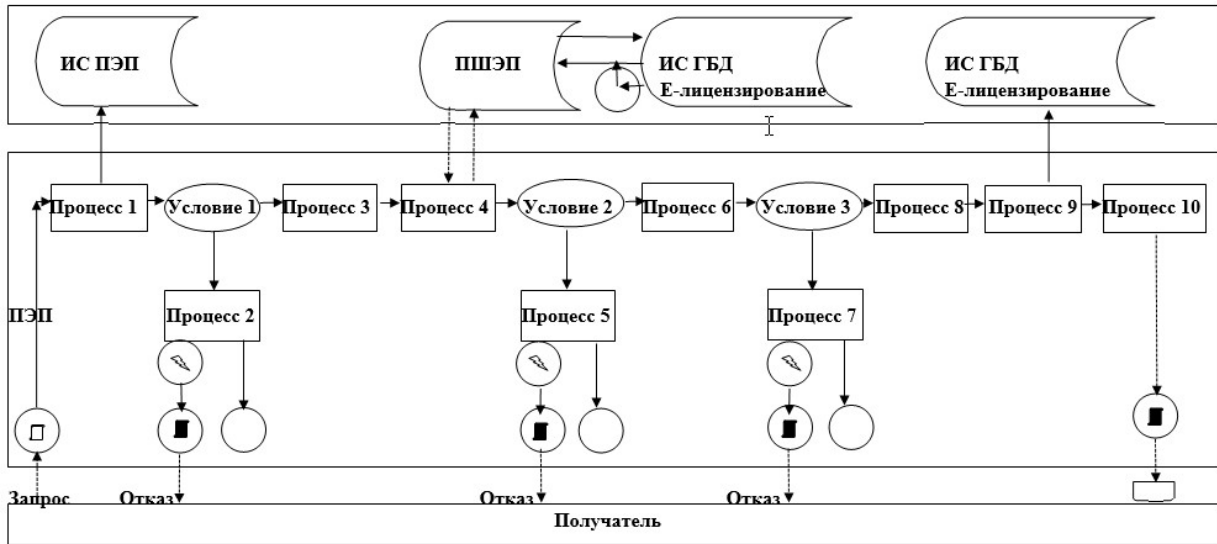 ИС ПЭП
ПШЭП
ИС ГБД
Е-лицензирование
ИС ГБД
Е-лицензирование
Процесс 1
Условие 1
Процесс 3
Процесс 4
Условие 2
Процесс 6
Условие 3
Процесс 8
Процесс 9
Процесс 10
ПЭП
Процесс 2
Процесс 5
Процесс 7
Запрос
Отказ
Отказ
Отказ
Получатель